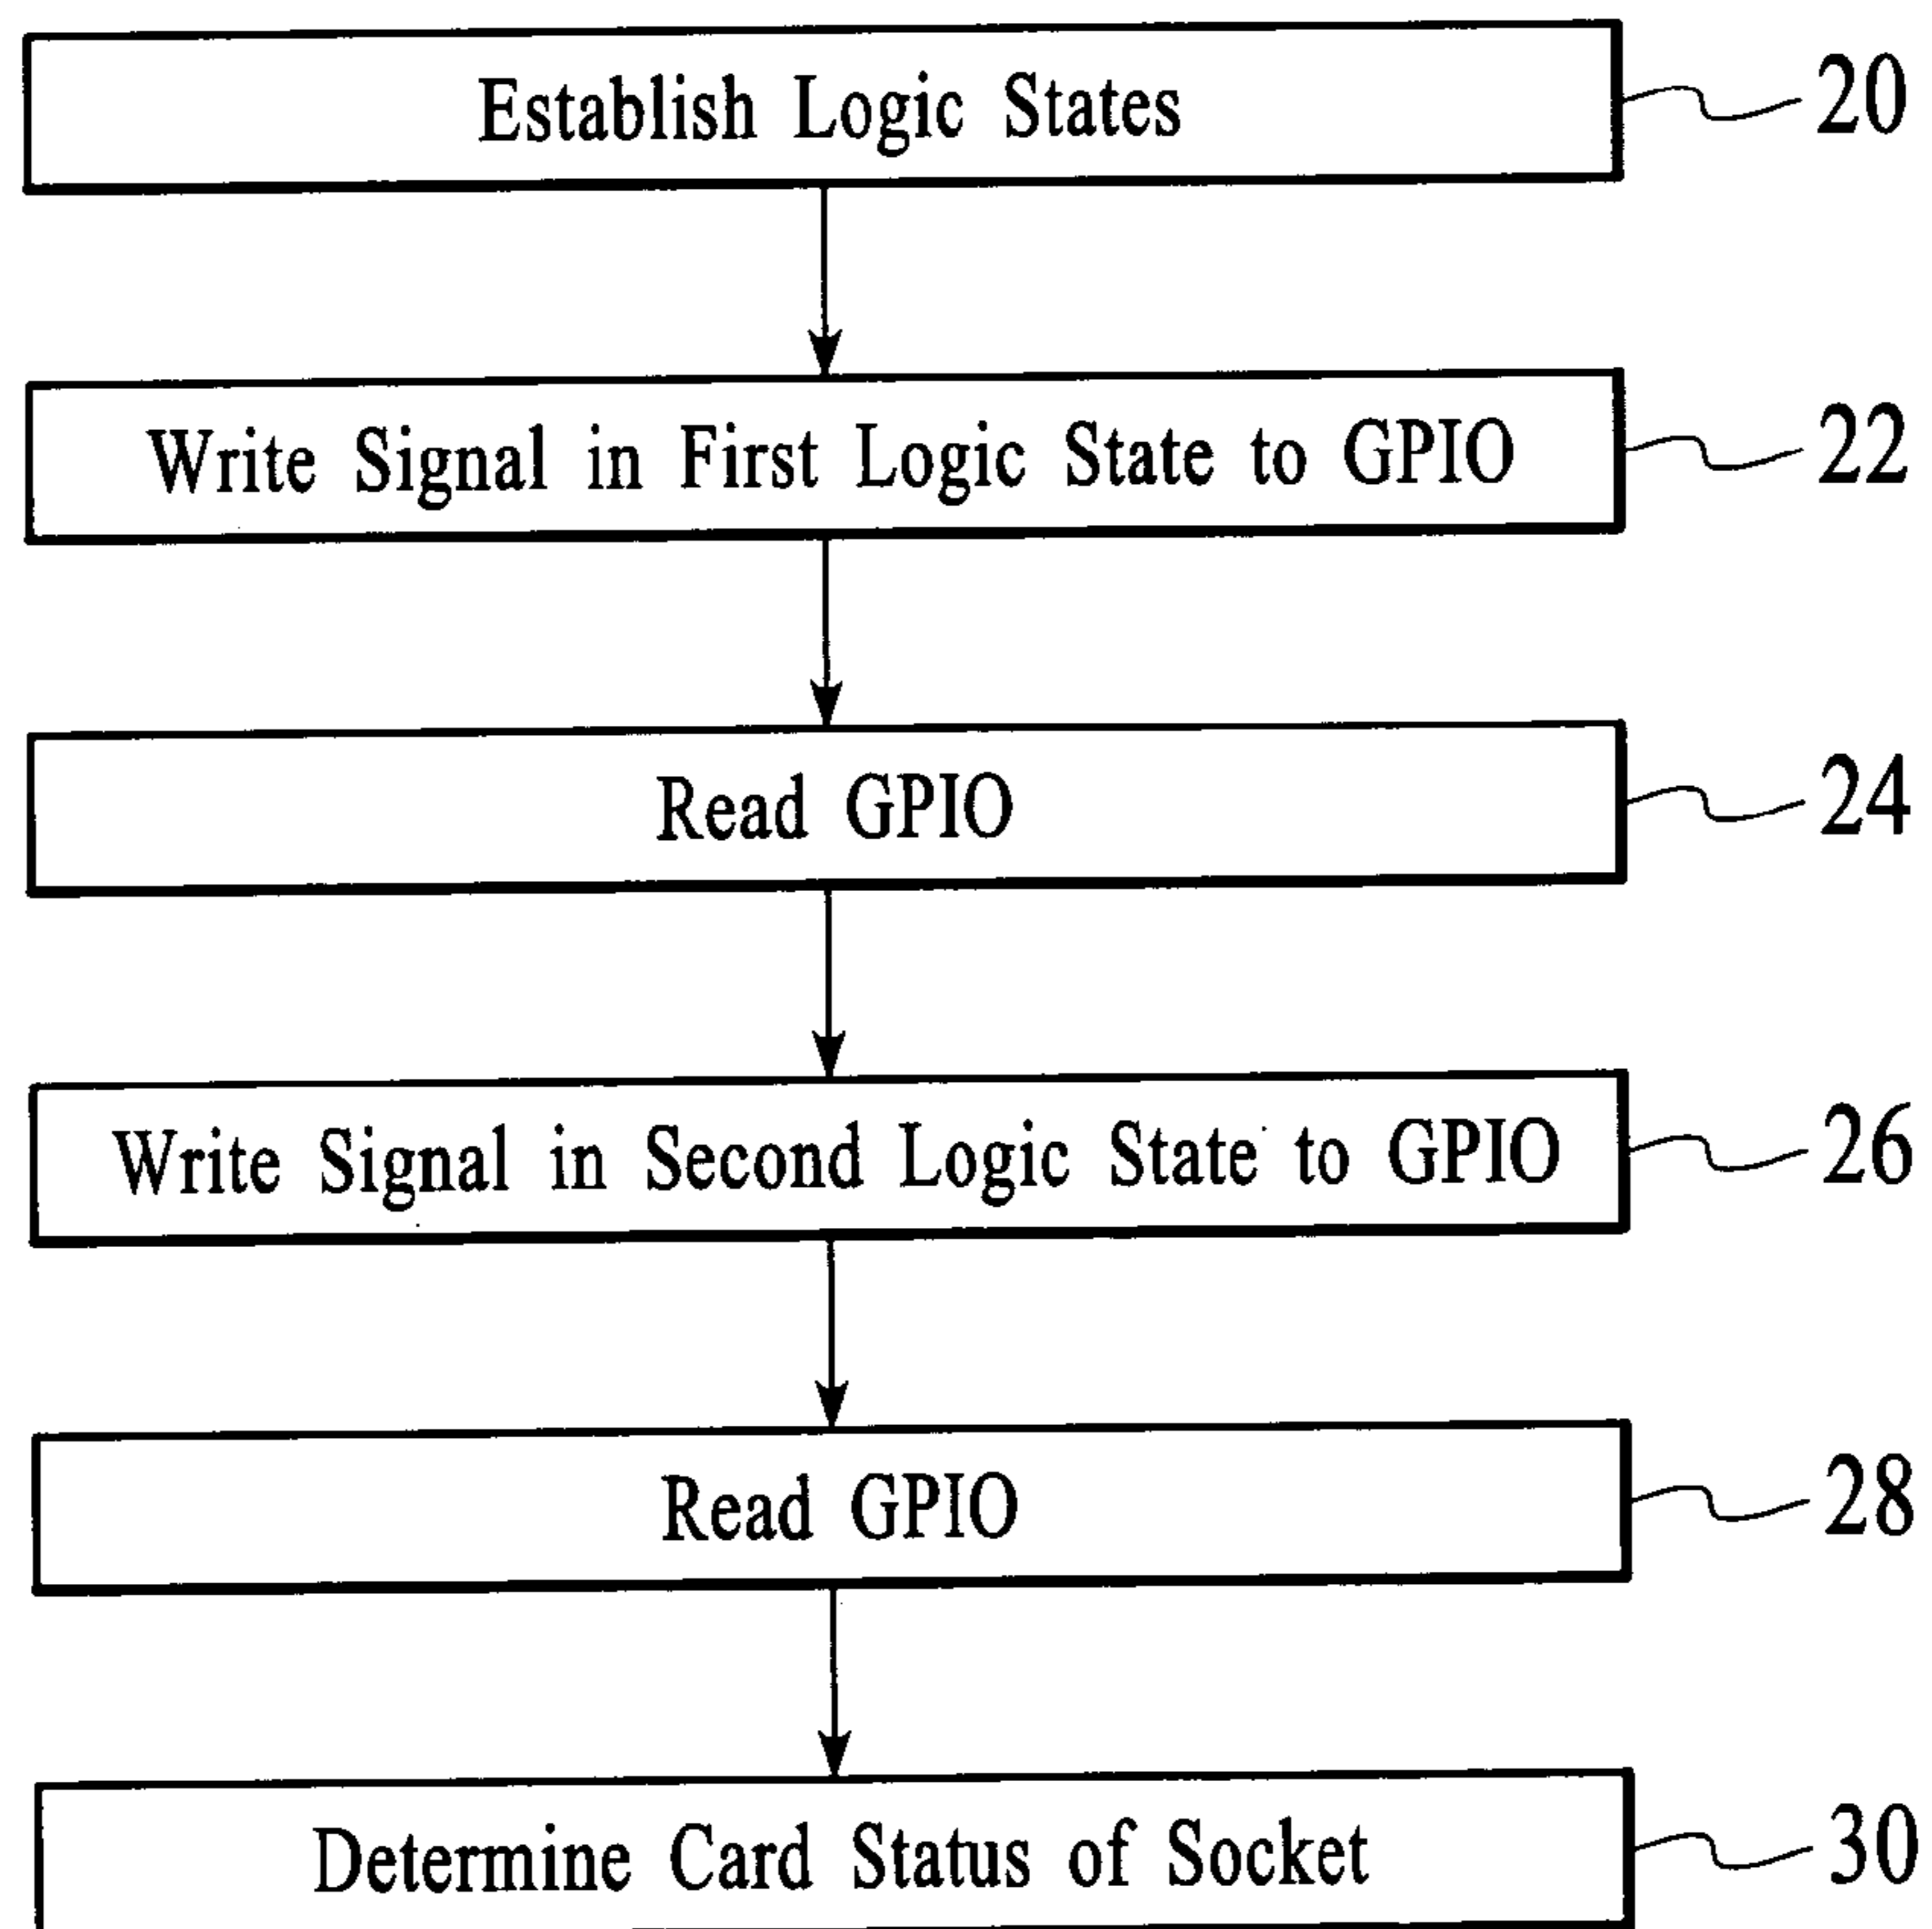 Establish Logic States 20
Write Signal in First Logic State to GPIO 22
Read GPIO 24
Write Signal in Second Logic State to GPIO 26
Read GPIO 28
Determine Card Status of Socket 30